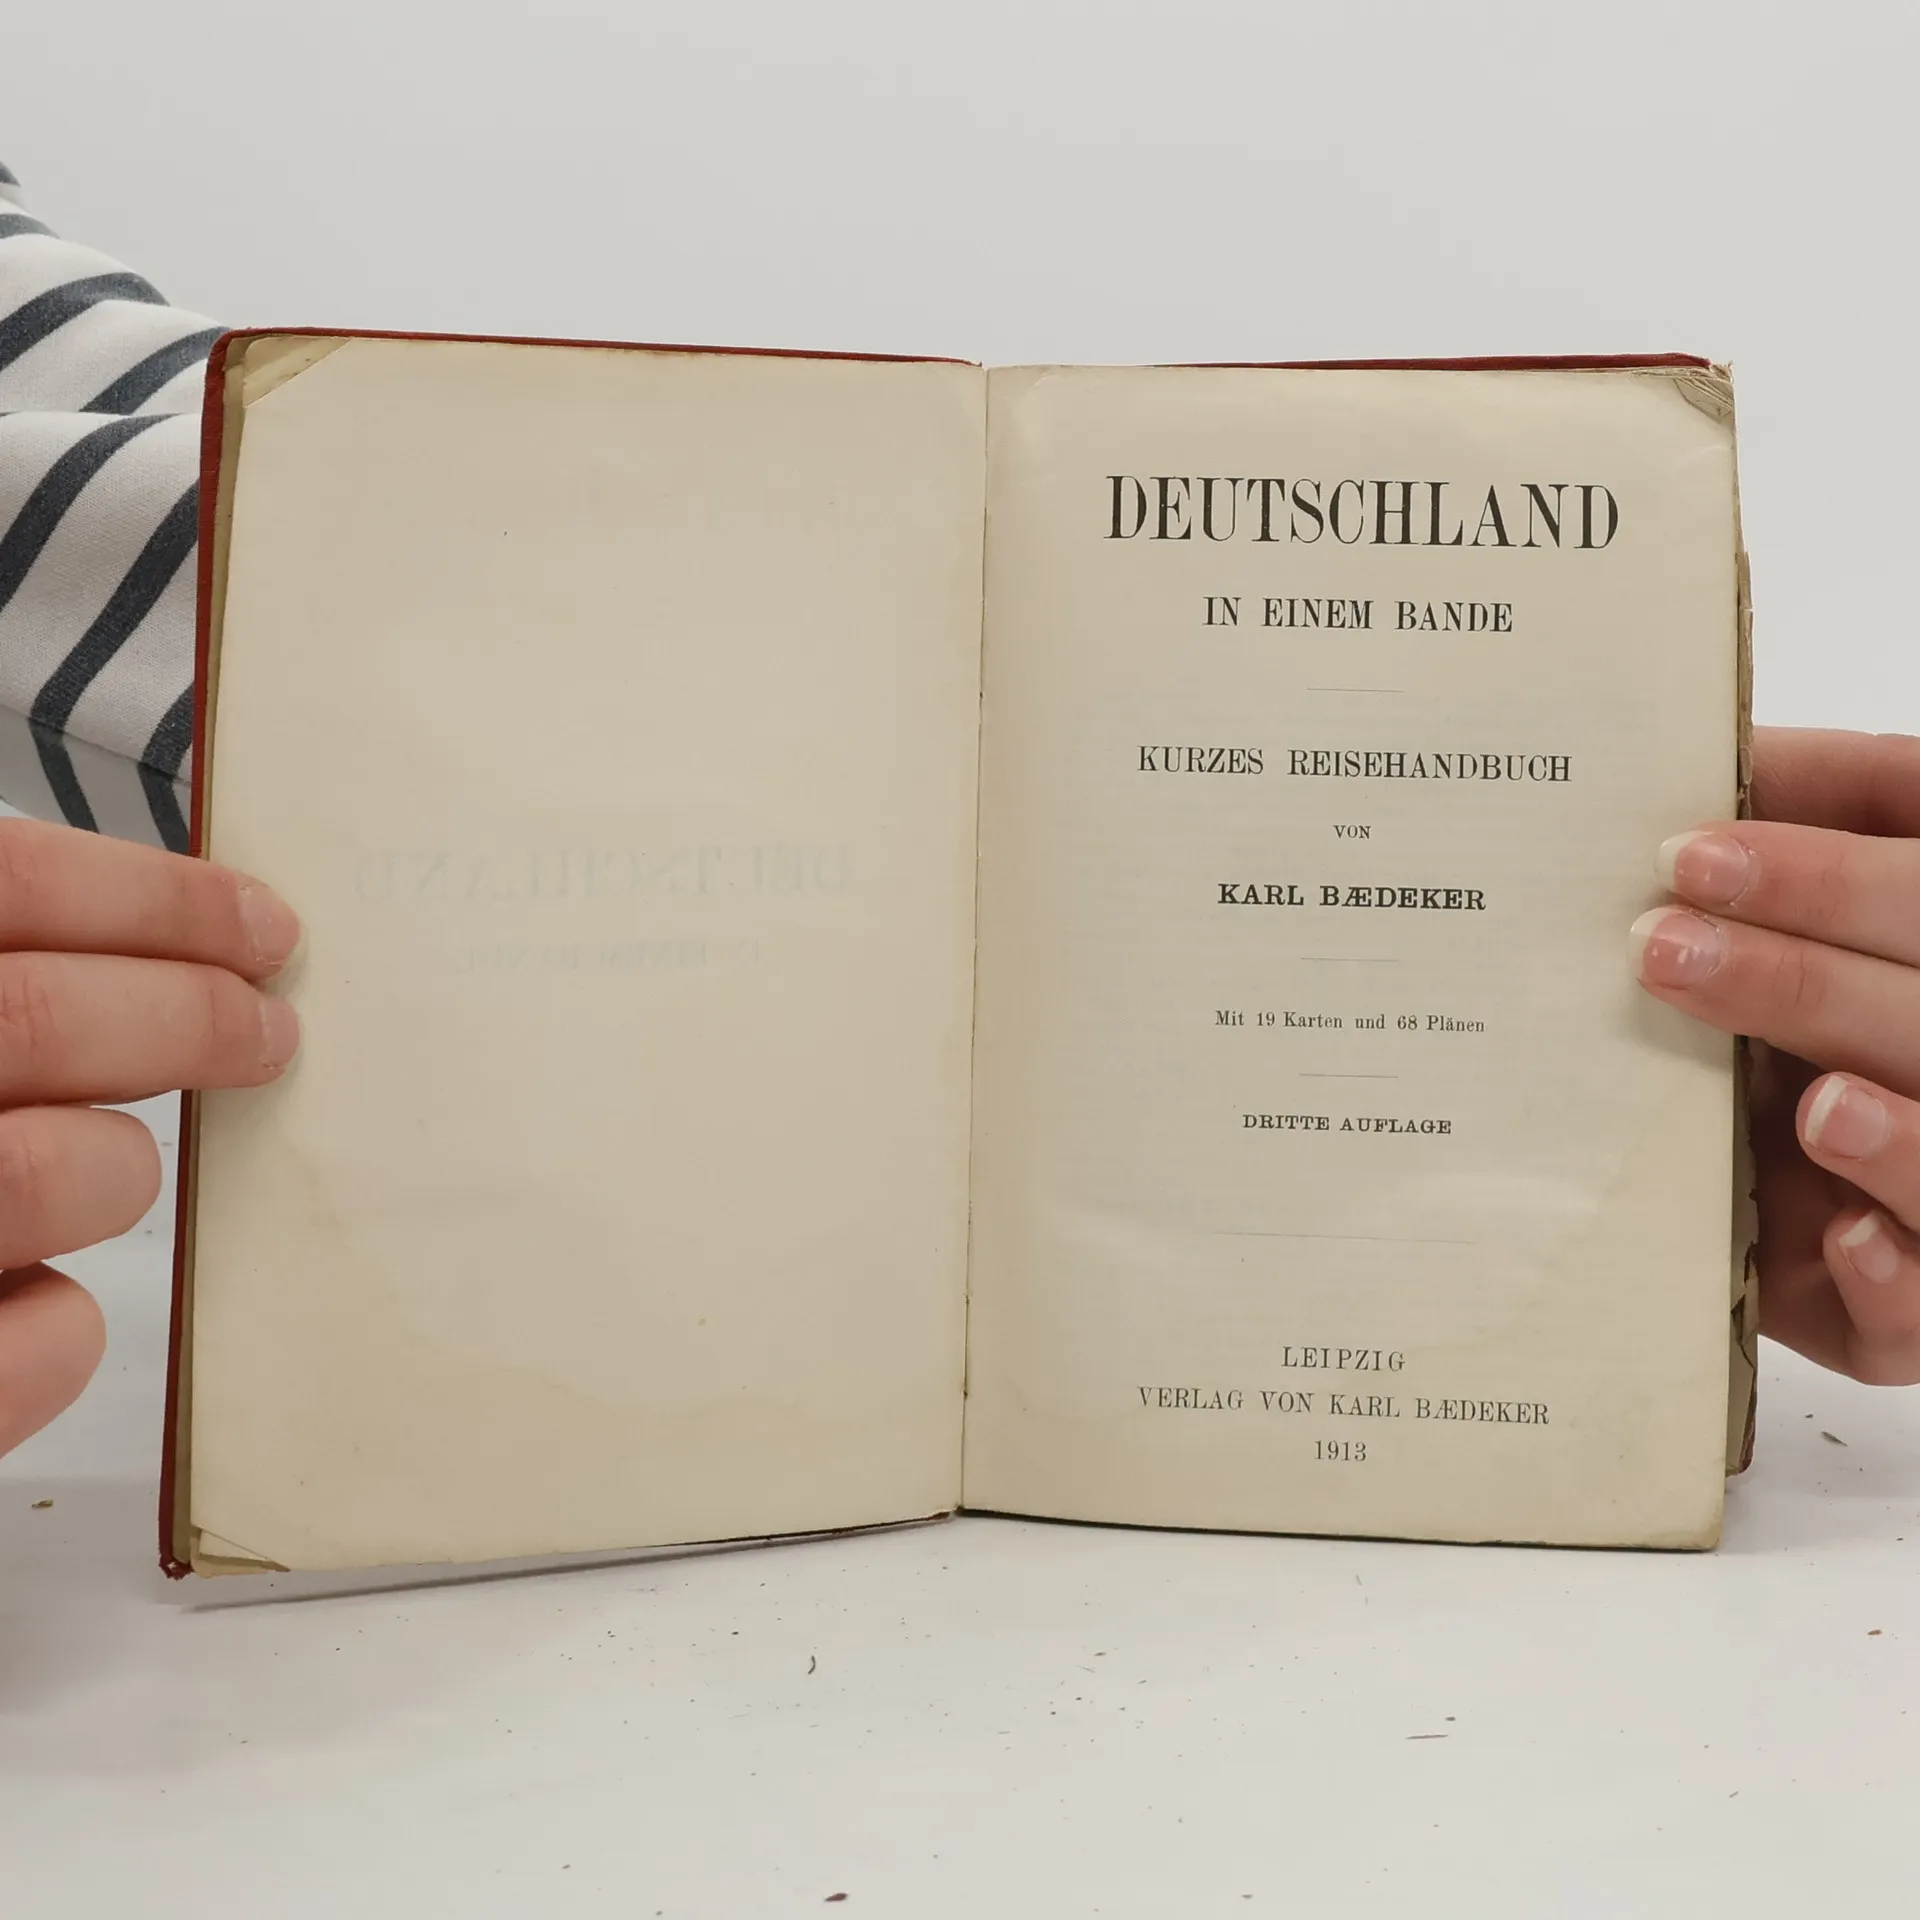 DEUTSCHLAND
IN EINEM BANDE
KURZES REISEHANDBUCH
VON
KARL BÆDEKER
Mit 19 Karten und 68 Plänen
DRITTE AUFLAGE
LEIPZIG
VERLAG VON KARL BÆDEKER
1913